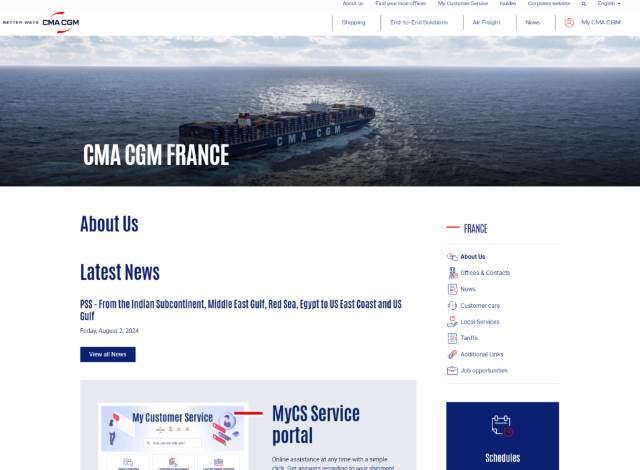 About us Find your local offices My Customer Service Guides Corporate website English
BETTER WAYS CMA CGM
Shipping End-to-End Solutions Air Freight News My CMA CGM
CMA CGM
CMA CGM FRANCE
About Us
FRANCE
About Us
Offices & Contacts
News
Customer care
Local Services
Tariffs
Additional Links
Job opportunities
Latest News
PSS - From the Indian Subcontinent, Middle East Gulf, Red Sea, Egypt to US East Coast and US
Gulf
Friday, August 2, 2024
View all News
My Customer Service
MyCS Service
portal
Online assistance at any time with a simple
click. Get answers regarding to your shipment
Schedules